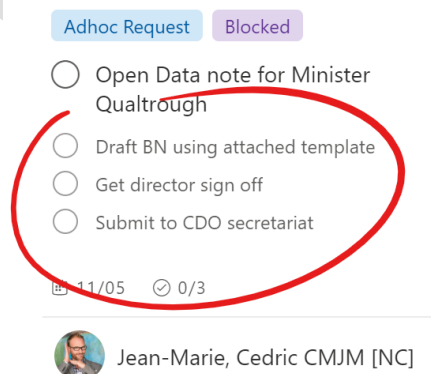 Adhoc Request Blocked
Open Data note for Minister
Qualtrough
Draft BN using attached template
Get director sign off
Submit to CDO secretariat
11/05 0/3
Jean-Marie, Cedric CMJM [NC]